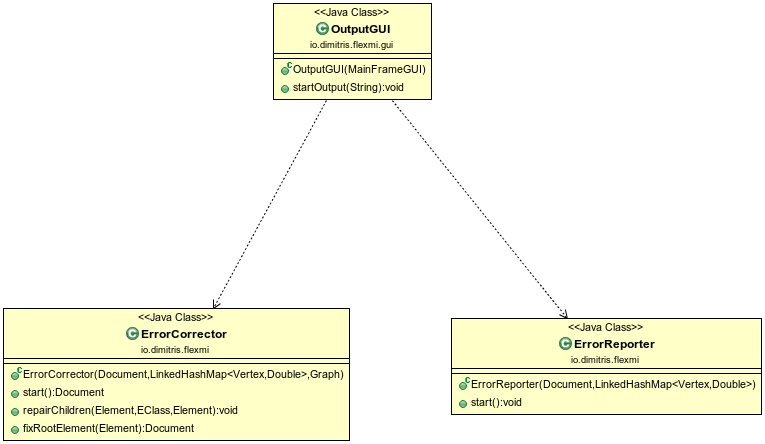 <<Java Class>>
C OutputGUI
io.dimitris.flexmi.gui
C OutputGUI(MainFrameGUI)
startOutput(String):void
<<Java Class>>
C ErrorCorrector
io.dimitris.flexmi
C ErrorCorrector(Document,LinkedHashMap<Vertex,Double>,Graph)
start():Document
repairChildren(Element,EClass,Element):void
fixRootElement(Element):Document
<<Java Class>>
C ErrorReporter
io.dimitris.flexmi
C ErrorReporter(Document,LinkedHashMap<Vertex,Double>)
start():void